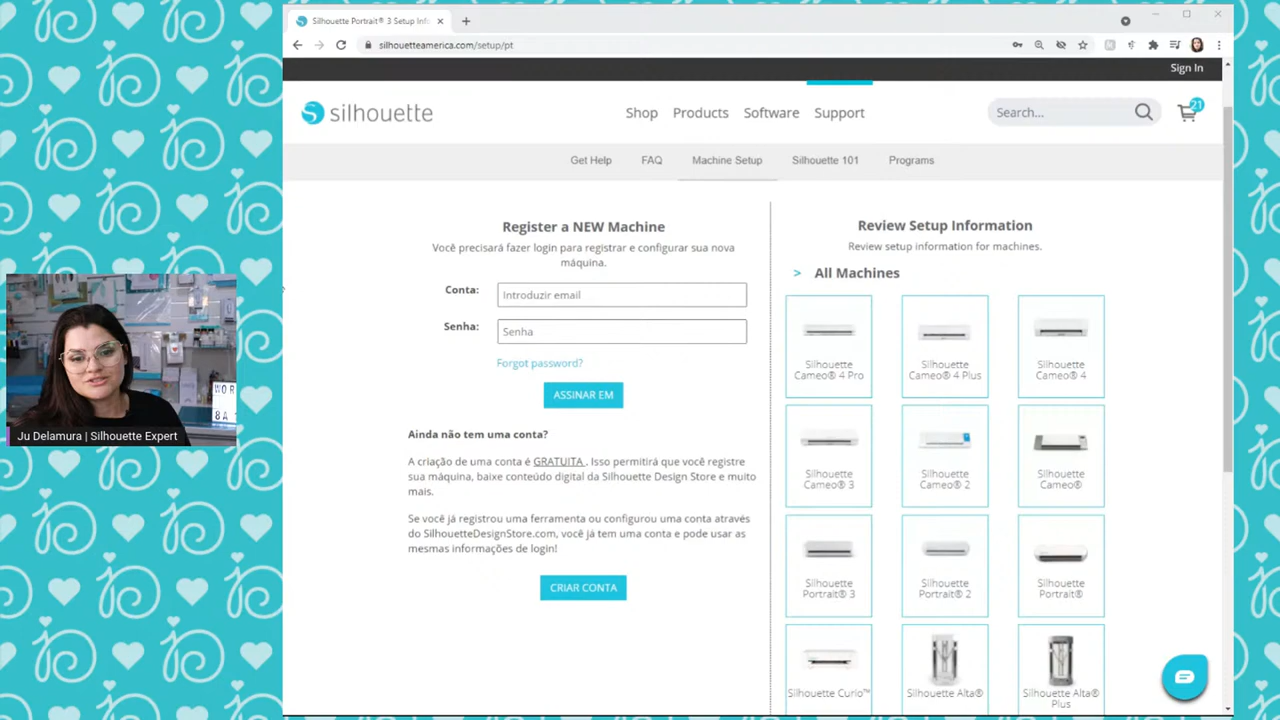 Silhouette Portrait® 3 Setup Inf
silhouetteamerica.com/setup/pt
Sign In
silhouette
Shop Products Software Support
Search...
21
Get Help FAQ Machine Setup Silhouette 101 Programs
Register a NEW Machine
Você precisará fazer login para registrar e configurar sua nova
máquina.
Conta: Introduzir email
Senha: Senha
Forgot password?
ASSINAR EM
Ainda não tem uma conta?
A criação de uma conta é GRATUITA . Isso permitirá que você registre
sua máquina, baixe conteúdo digital da Silhouette Design Store e muito
mais.
Se você já registrou uma ferramenta ou configurou uma conta através
do SilhouetteDesignStore.com, você já tem uma conta e pode usar as
mesmas informações de login!
CRIAR CONTA
Review Setup Information
Review setup information for machines.
> All Machines
Silhouette
Cameo® 4 Pro
Silhouette
Cameo® 4 Plus
Silhouette
Cameo® 4
Silhouette
Cameo® 3
Silhouette
Cameo® 2
Silhouette
Cameo®
Silhouette
Portrait® 3
Silhouette
Portrait® 2
Silhouette
Portrait®
Silhouette Curio™
Silhouette Alta®
Silhouette Alta®
Plus
WOR
8A
Ju Delamura | Silhouette Expert